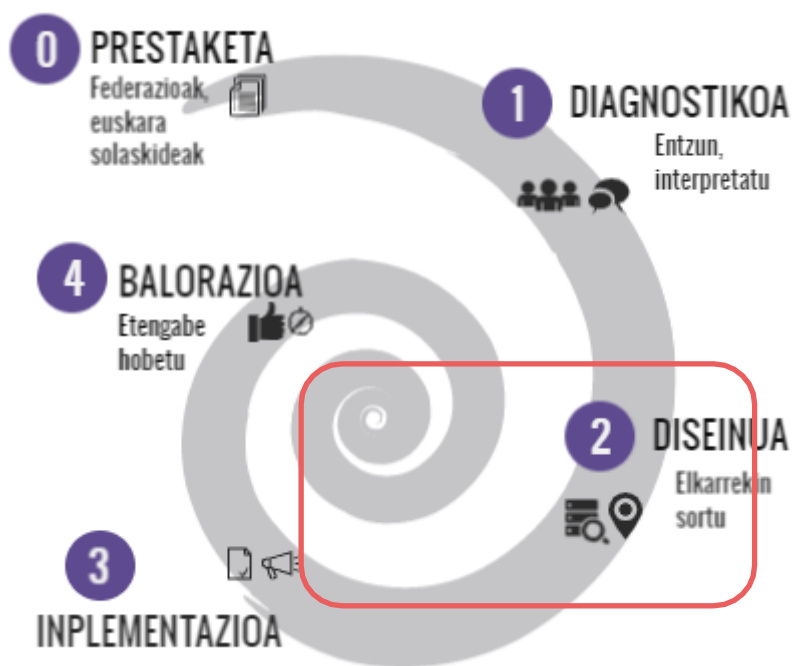 0 PRESTAKETA
Federazioak,
euskara
solaskideak
1 DIAGNOSTIKOA
Entzun,
interpretatu
2 DISEINUA
Elkarrekin
sortu
3
INPLEMENTAZIOA
4 BALORAZIOA
Etengabe
hobetu